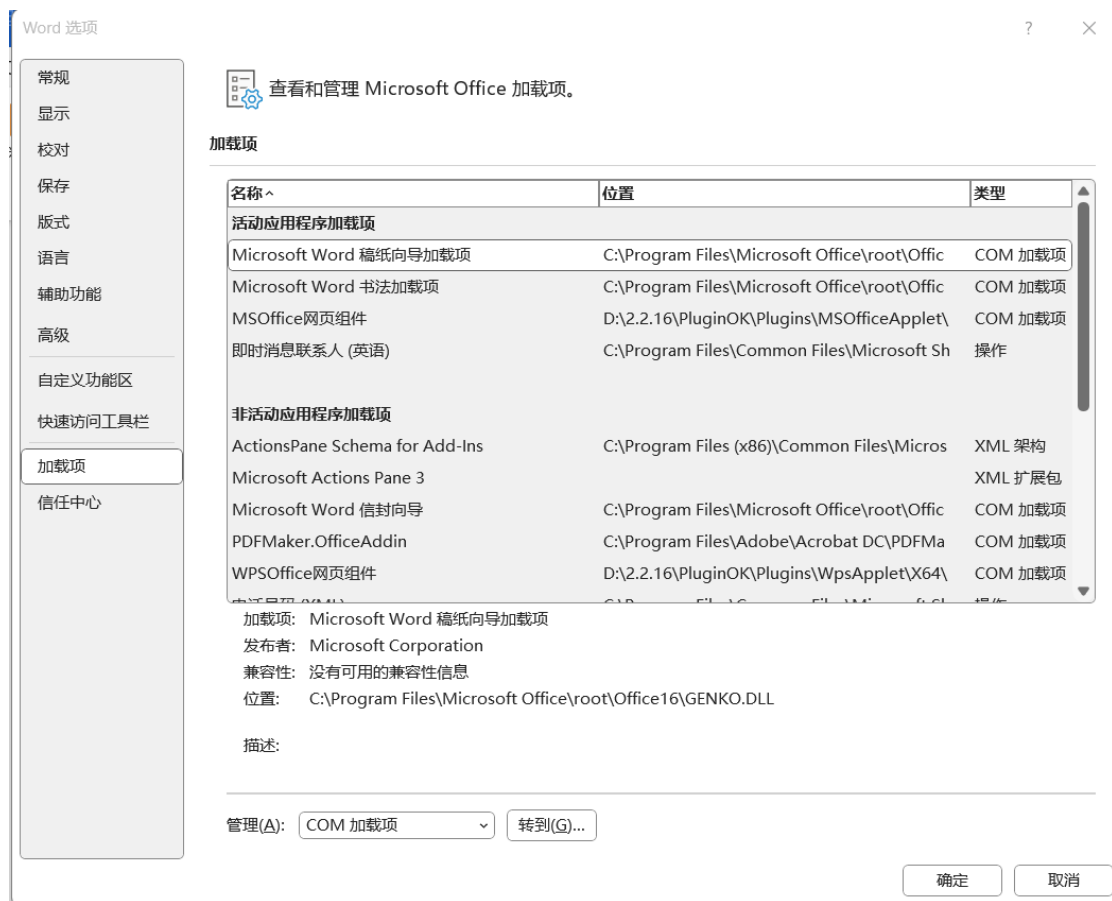 Word 选项
?
常规
显示
校对
保存
版式
语言
辅助功能
高级
自定义功能区
快速访问工具栏
加载项
信任中心
查看和管理 Microsoft Office 加载项。
加载项
名称 位置 类型
活动应用程序加载项
Microsoft Word 稿纸向导加载项 C:\Program Files\Microsoft Office\root\Offic COM 加载项
Microsoft Word 书法加载项 C:\Program Files\Microsoft Office\root\Offic COM 加载项
MSOffice网页组件 D:\2.2.16\PluginOK\Plugins\MSOfficeApplet\ COM 加载项
即时消息联系人 (英语) C:\Program Files\Common Files\Microsoft Sh 操作
非活动应用程序加载项
ActionsPane Schema for Add-Ins C:\Program Files (x86)\Common Files\Micros XML 架构
Microsoft Actions Pane 3 XML 扩展包
Microsoft Word 信封向导 C:\Program Files\Microsoft Office\root\Offic COM 加载项
PDFMaker.OfficeAddin C:\Program Files\Adobe\Acrobat DC\PDFMa COM 加载项
WPSOffice网页组件 D:\2.2.16\PluginOK\Plugins\WpsApplet\X64\ COM 加载项
加载项: Microsoft Word 稿纸向导加载项
发布者: Microsoft Corporation
兼容性: 没有可用的兼容性信息
位置: C:\Program Files\Microsoft Office\root\Office16\GENKO.DLL
描述:
管理(A): COM 加载项 转到(G)...
确定 取消